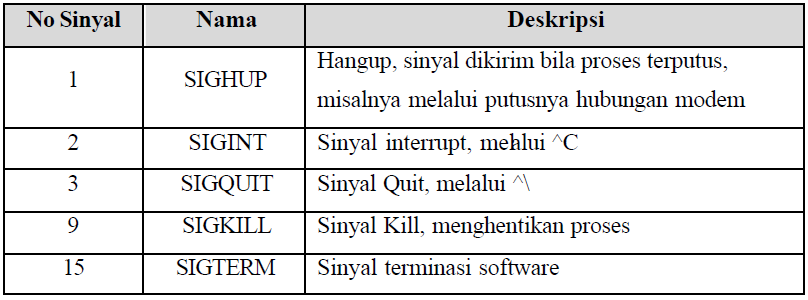 No Sinyal Nama Deskripsi
1 SIGHUP Hangup, sinyal dikirim bila proses terputus,
misalnya melalui putusnya hubungan modem
2 SIGINT Sinyal interrupt, melalui ^C
3 SIGQUIT Sinyal Quit, melalui ^\
9 SIGKILL Sinyal Kill, menghentikan proses
15 SIGTERM Sinyal terminasi software